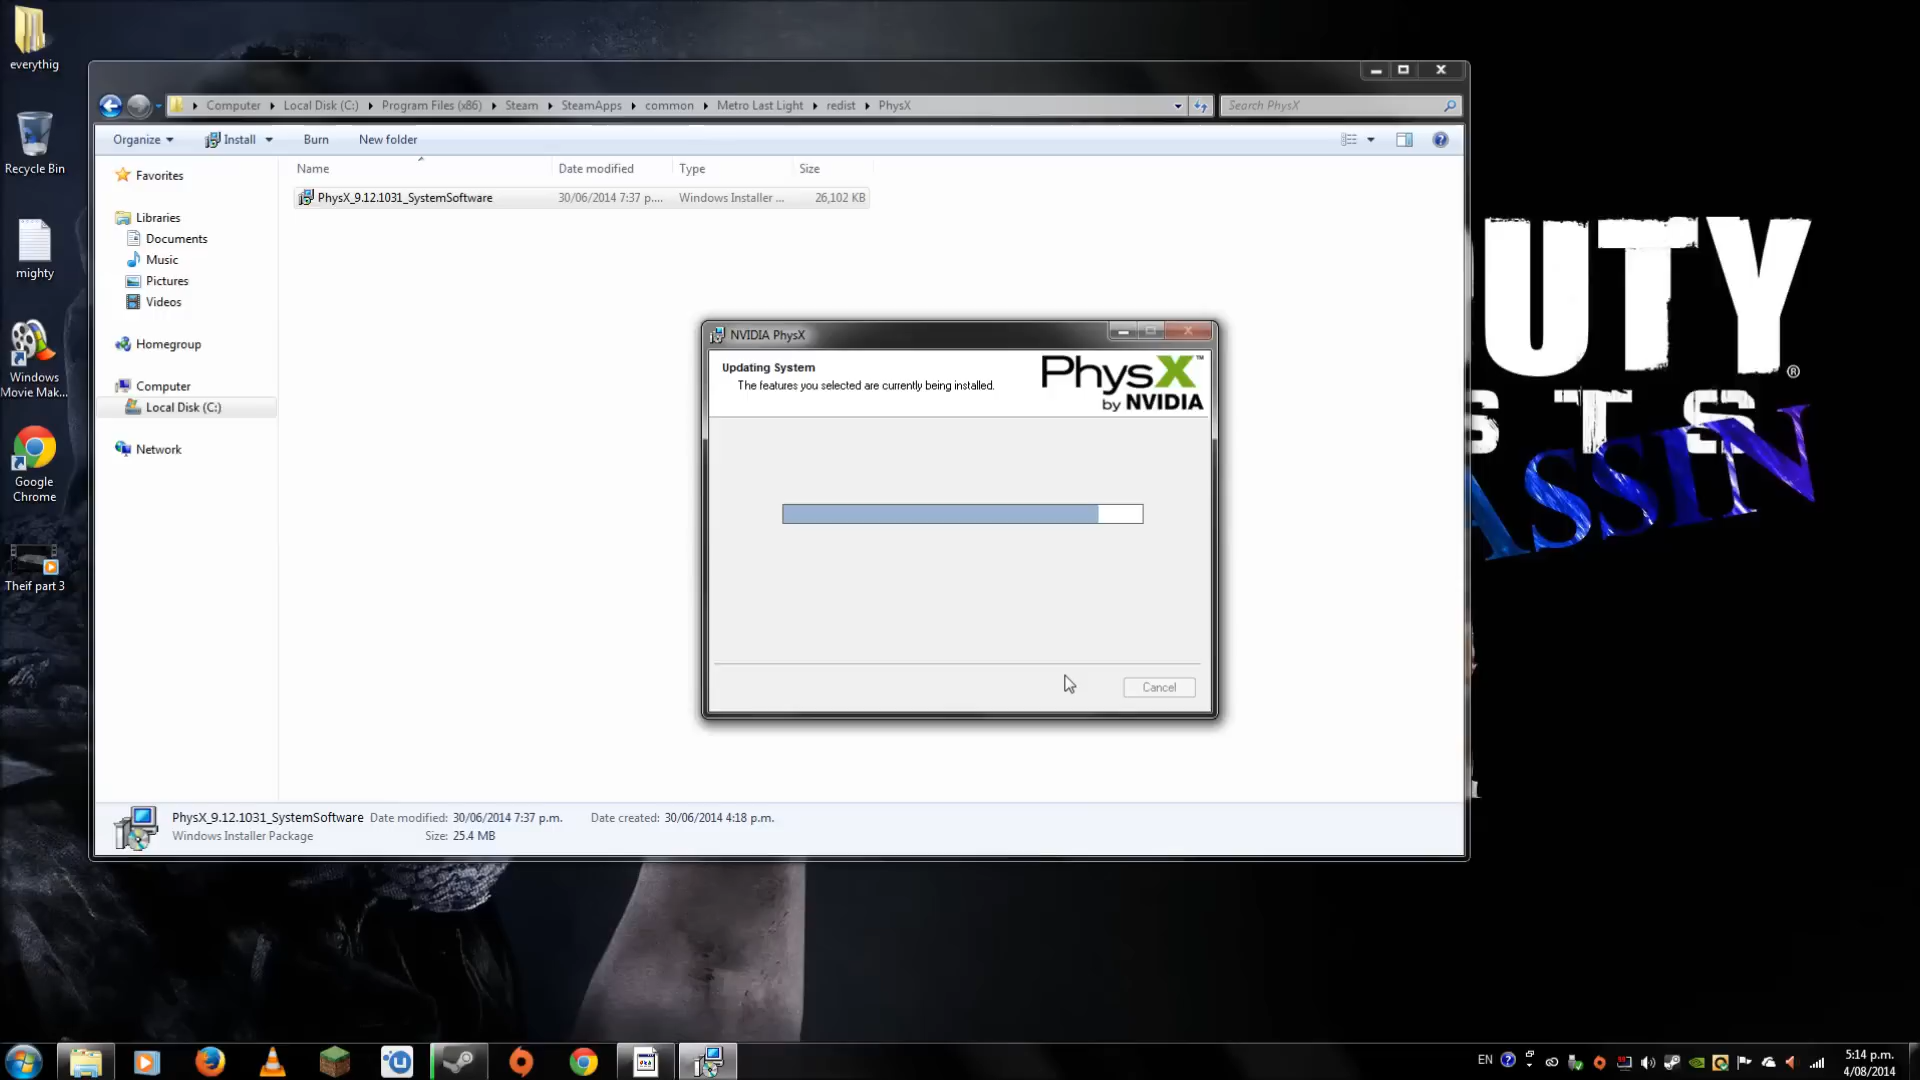 everythig
Recycle Bin
mighty
Windows
Movie Mak...
Google
Chrome
Theif part 3
Computer Local Disk (C:) Program Files (x86) Steam SteamApps common Metro Last Light redist PhysX
Search PhysX
Organize Install Burn New folder
Name Date modified Type Size
PhysX_9.12.1031_SystemSoftware 30/06/2014 7:37 p.... Windows Installer ... 26,102 KB
Favorites
Libraries
Documents
Music
Pictures
Videos
Homegroup
Computer
Local Disk (C:)
Network
NVIDIA PhysX
Updating System
The features you selected are currently being installed.
PhysX™
by NVIDIA
Cancel
PhysX_9.12.1031_SystemSoftware Date modified: 30/06/2014 7:37 p.m. Date created: 30/06/2014 4:18 p.m.
Windows Installer Package Size: 25.4 MB
UTY®
STS
ASSIN
EN
5:14 p.m.
4/08/2014